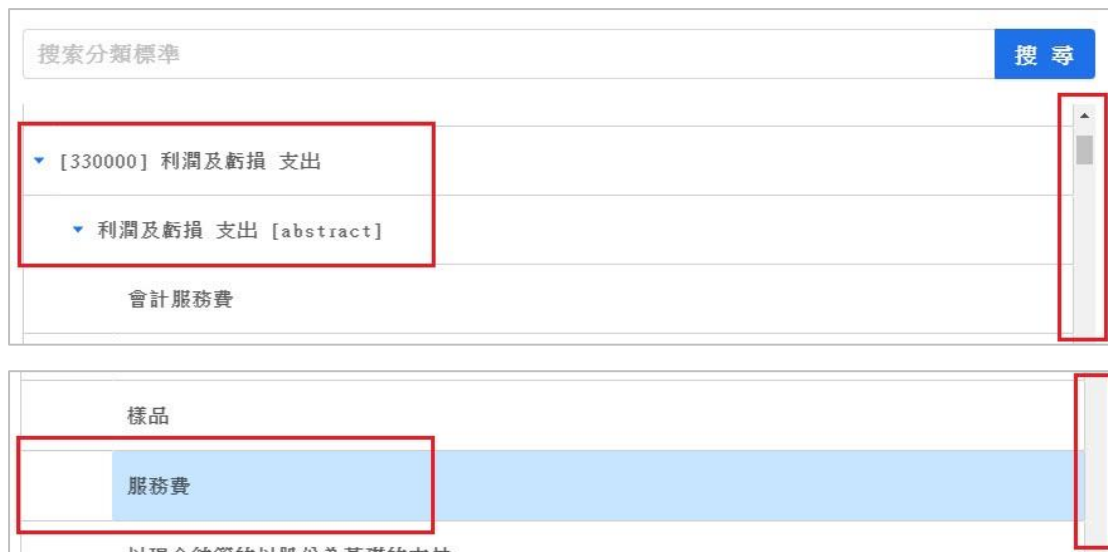 搜索分類標準
搜 尋
[330000] 利潤及虧損 支出
利潤及虧損 支出 [abstract]
會計服務費
樣品
服務費